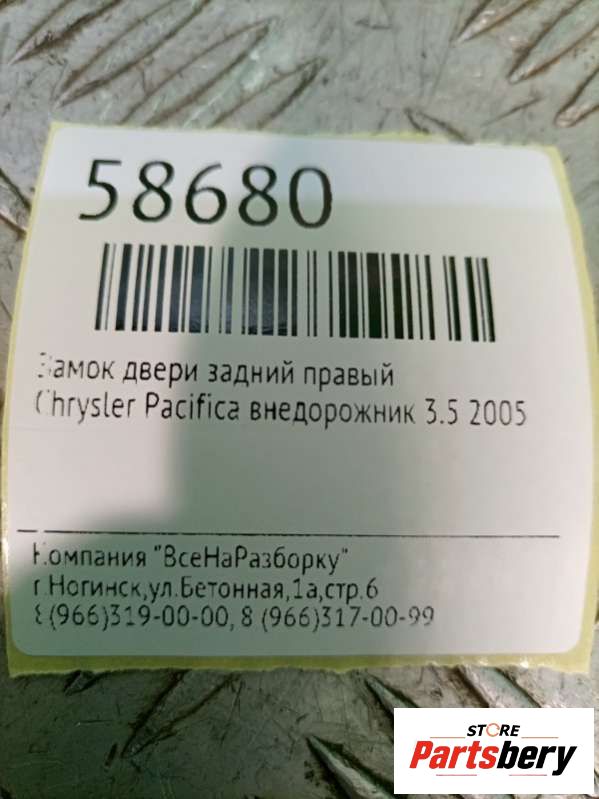 58680
Замок двери задний правый
Chrysler Pacifica внедорожник 3.5 2005
Компания "ВсеНаРазборку"
г.Ногинск,ул.Бетонная,1а,стр.6
8(966)319-00-00, 8 (966)317-00-99
STORE
Partsbery